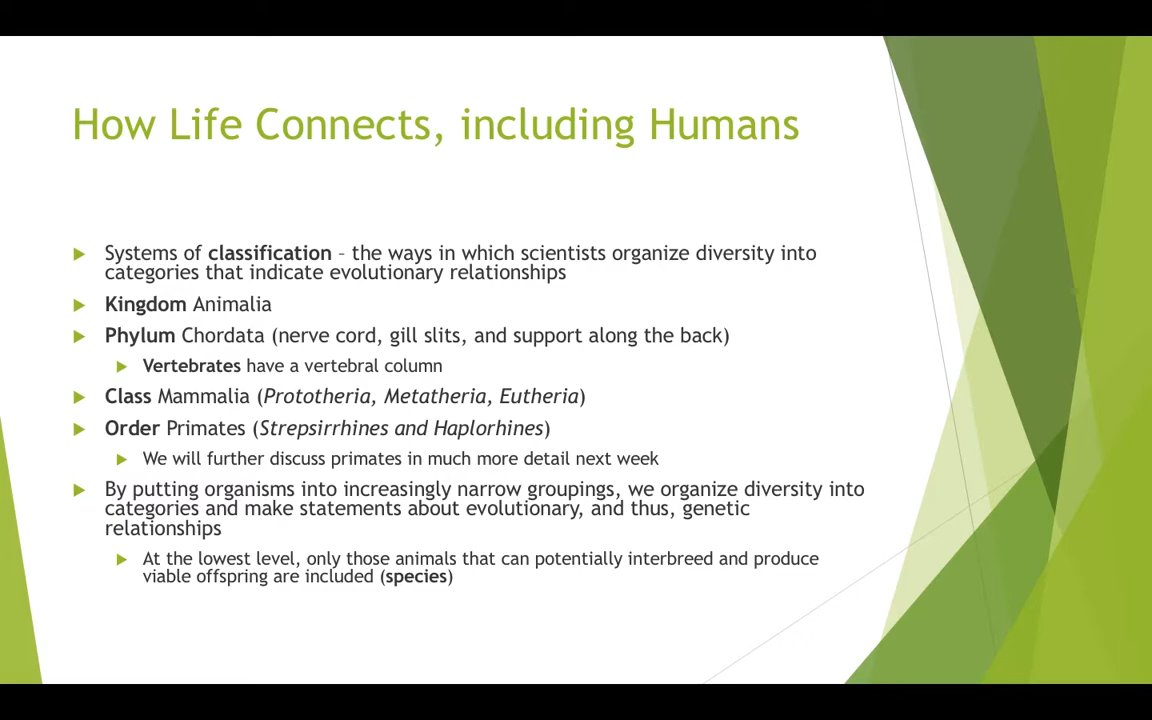 How Life Connects, including Humans
Systems of classification – the ways in which scientists organize diversity into
categories that indicate evolutionary relationships
Kingdom Animalia
Phylum Chordata (nerve cord, gill slits, and support along the back)
Vertebrates have a vertebral column
Class Mammalia (Prototheria, Metatheria, Eutheria)
Order Primates (Strepsirrhines and Haplorhines)
We will further discuss primates in much more detail next week
By putting organisms into increasingly narrow groupings, we organize diversity into
categories and make statements about evolutionary, and thus, genetic
relationships
At the lowest level, only those animals that can potentially interbreed and produce
viable offspring are included (species)